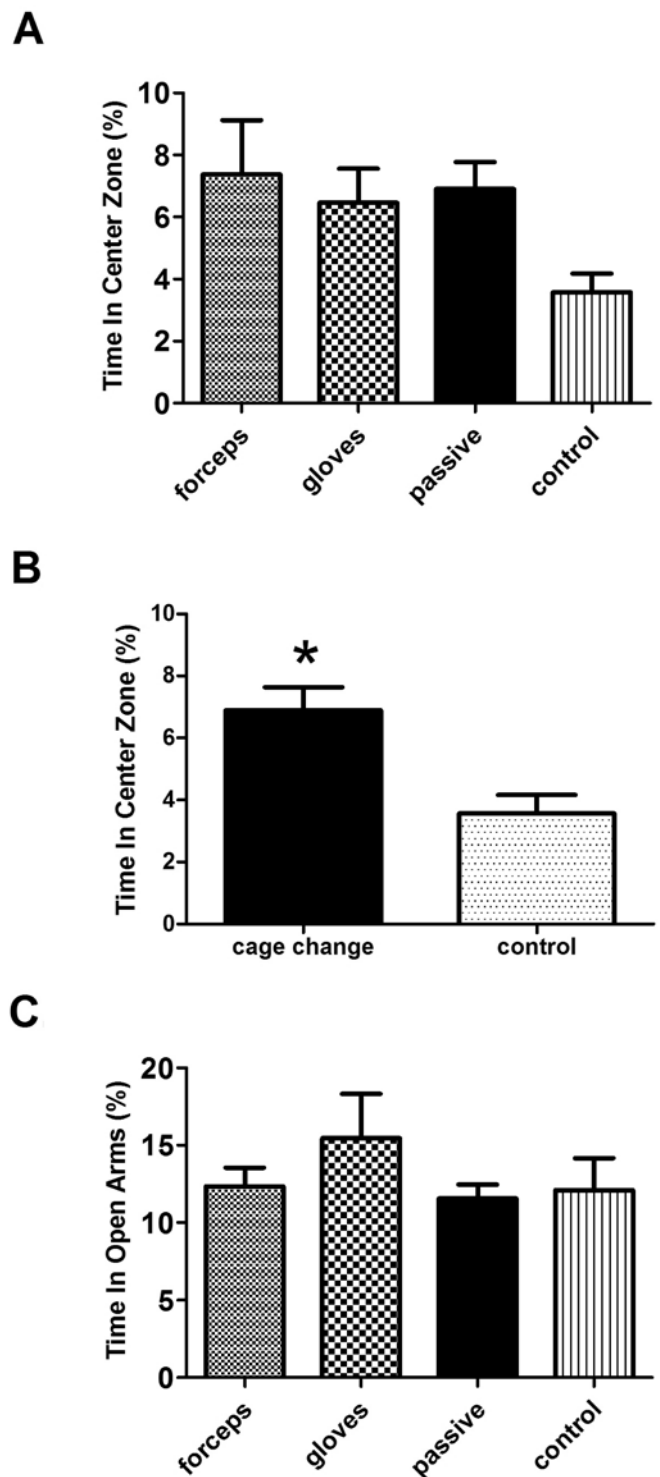 A
Time In Center Zone (%)
10
8
6
4
2
0
forceps
gloves
passive
control
B
Time In Center Zone (%)
10
8
6
4
2
0
*
cage change
control
C
Time In Open Arms (%)
20
15
10
5
0
forceps
gloves
passive
control